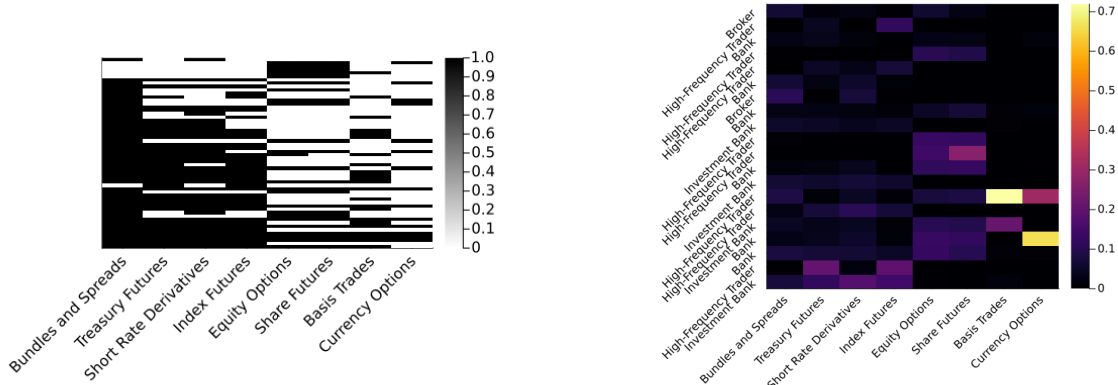 1.0
0.9
0.8
0.7
0.6
0.5
0.4
0.3
0.2
0.1
0
Bundles and Spreads
Treasury Futures
Short Rate Derivatives
Index Futures
Equity Options
Share Futures
Basis Trades
Currency Options
Broker
High-Frequency Trader
Bank
High-Frequency Trader
High-Frequency Trader
Bank
Broker
Bank
Investment Bank
High-Frequency Trader
High-Frequency Trader
Bank
Investment Bank
High-Frequency Trader
High-Frequency Trader
Investment Bank
Bank
Bank
High-Frequency Trader
Investment Bank
0.7
0.6
0.5
0.4
0.3
0.2
0.1
0
Bundles and Spreads
Treasury Futures
Short Rate Derivatives
Index Futures
Equity Options
Share Futures
Basis Trades
Currency Options